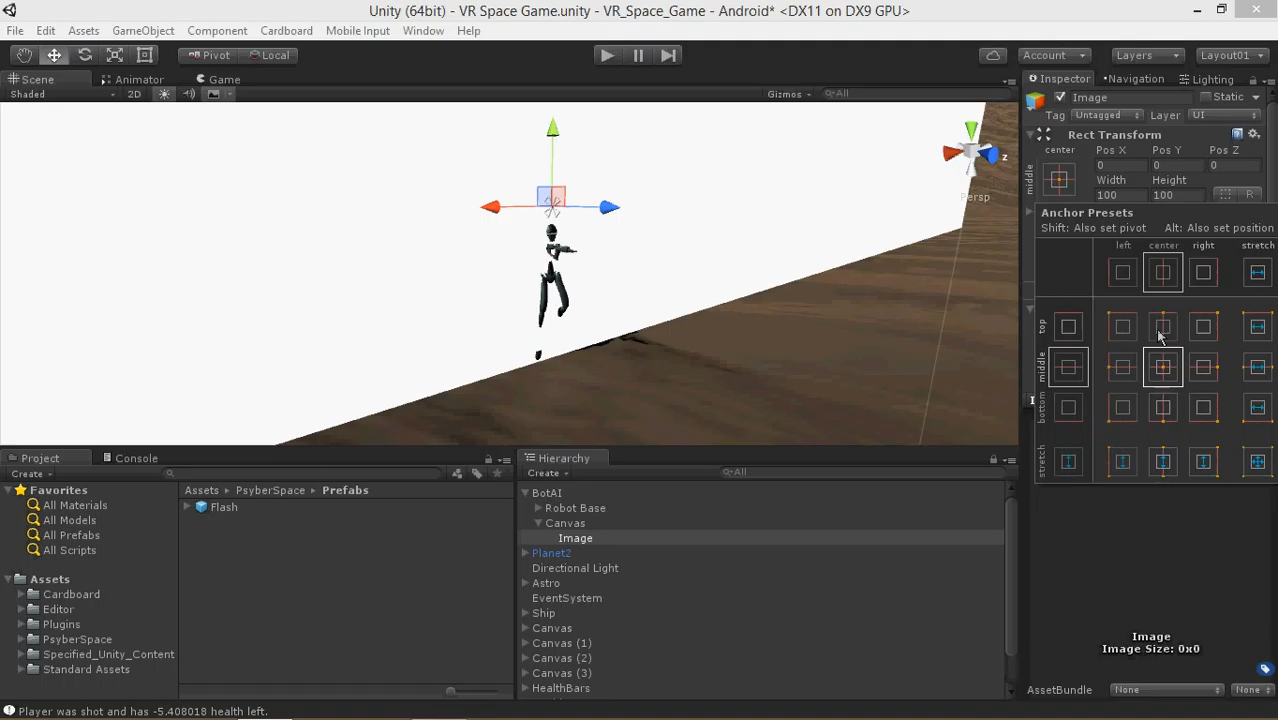 Unity (64bit) - VR Space Game.unity - VR_Space_Game - Android* <DX11 on DX9 GPU>
File Edit Assets GameObject Component Cardboard Mobile Input Window Help
Pivot Local Account Layers Layout01
Scene Animator Game
Shaded 2D Gizmos All
z
Persp
Inspector Navigation Lighting
Image Static
Tag Untagged Layer UI
Rect Transform
center Pos X Pos Y Pos Z
middle 0 0 0
Width Height
100 100 R
Anchor Presets
Shift: Also set pivot Alt: Also set position
left center right stretch
top
middle
bottom
stretch
Image
Image Size: 0x0
AssetBundle None None
Project Console
Create
Favorites
All Materials
All Models
All Prefabs
All Scripts
Assets
Cardboard
Editor
Plugins
PsyberSpace
Specified_Unity_Content
Standard Assets
Assets PsyberSpace Prefabs
Flash
Hierarchy
Create All
BotAI
Robot Base
Canvas
Image
Planet2
Directional Light
Astro
EventSystem
Ship
Canvas
Canvas (1)
Canvas (2)
Canvas (3)
HealthBars
Player was shot and has -5.408018 health left.